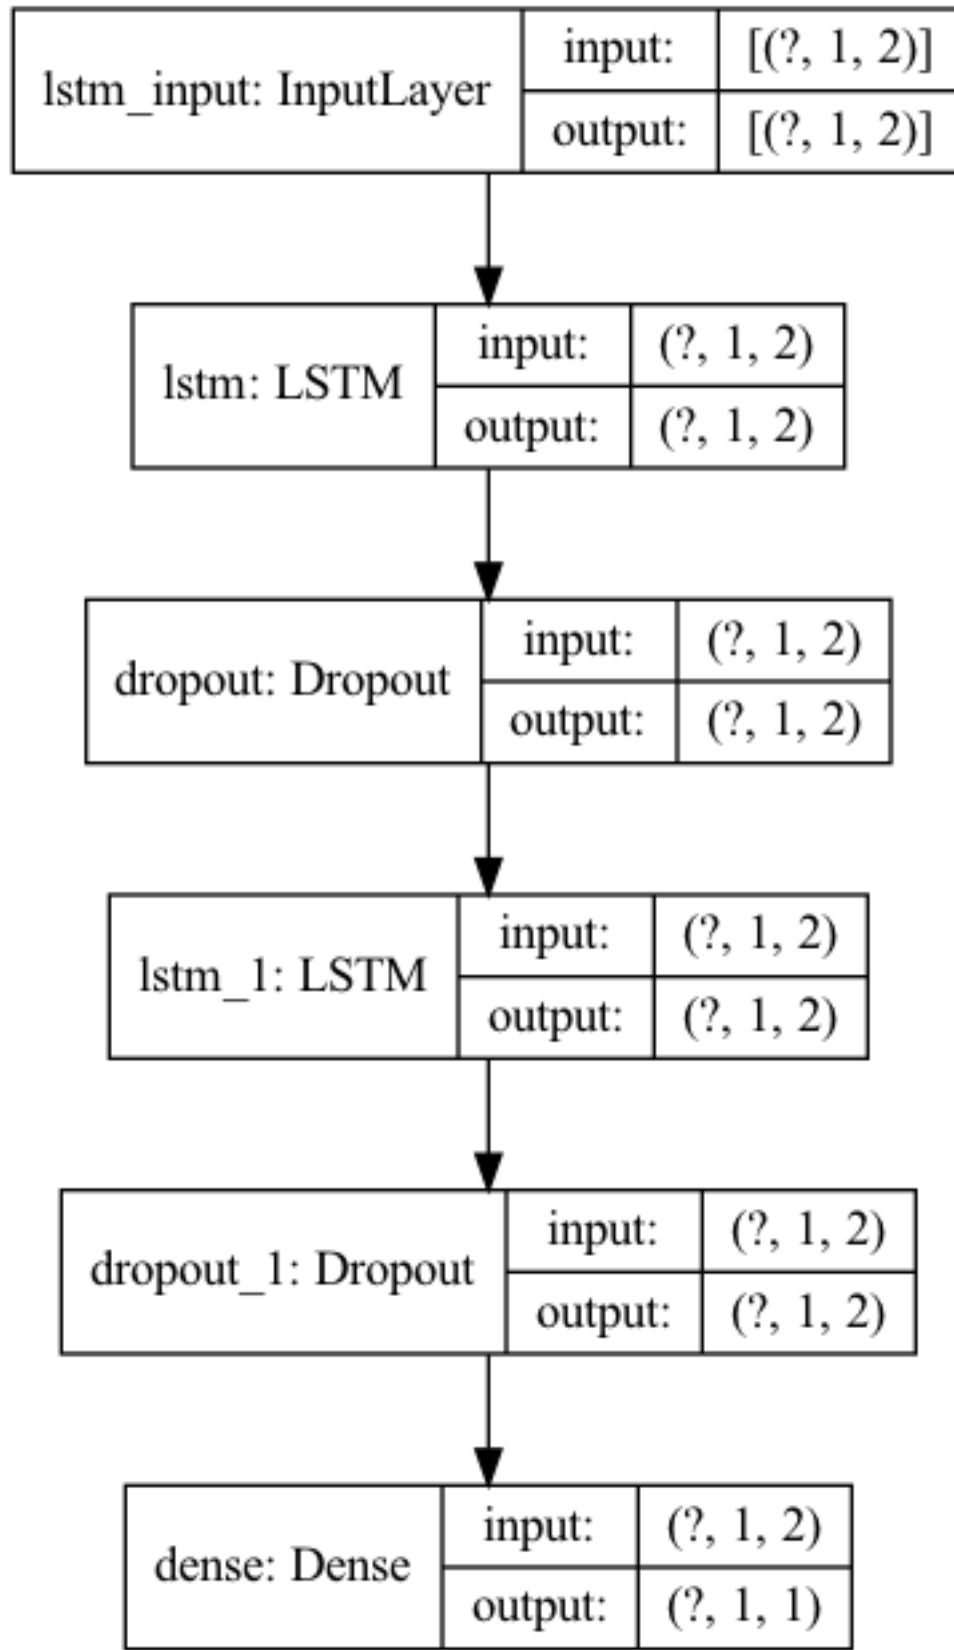 lstm_input: InputLayer
input: [(?, 1, 2)]
output: [(?, 1, 2)]
lstm: LSTM
input: (?, 1, 2)
output: (?, 1, 2)
dropout: Dropout
input: (?, 1, 2)
output: (?, 1, 2)
lstm_1: LSTM
input: (?, 1, 2)
output: (?, 1, 2)
dropout_1: Dropout
input: (?, 1, 2)
output: (?, 1, 2)
dense: Dense
input: (?, 1, 2)
output: (?, 1, 1)